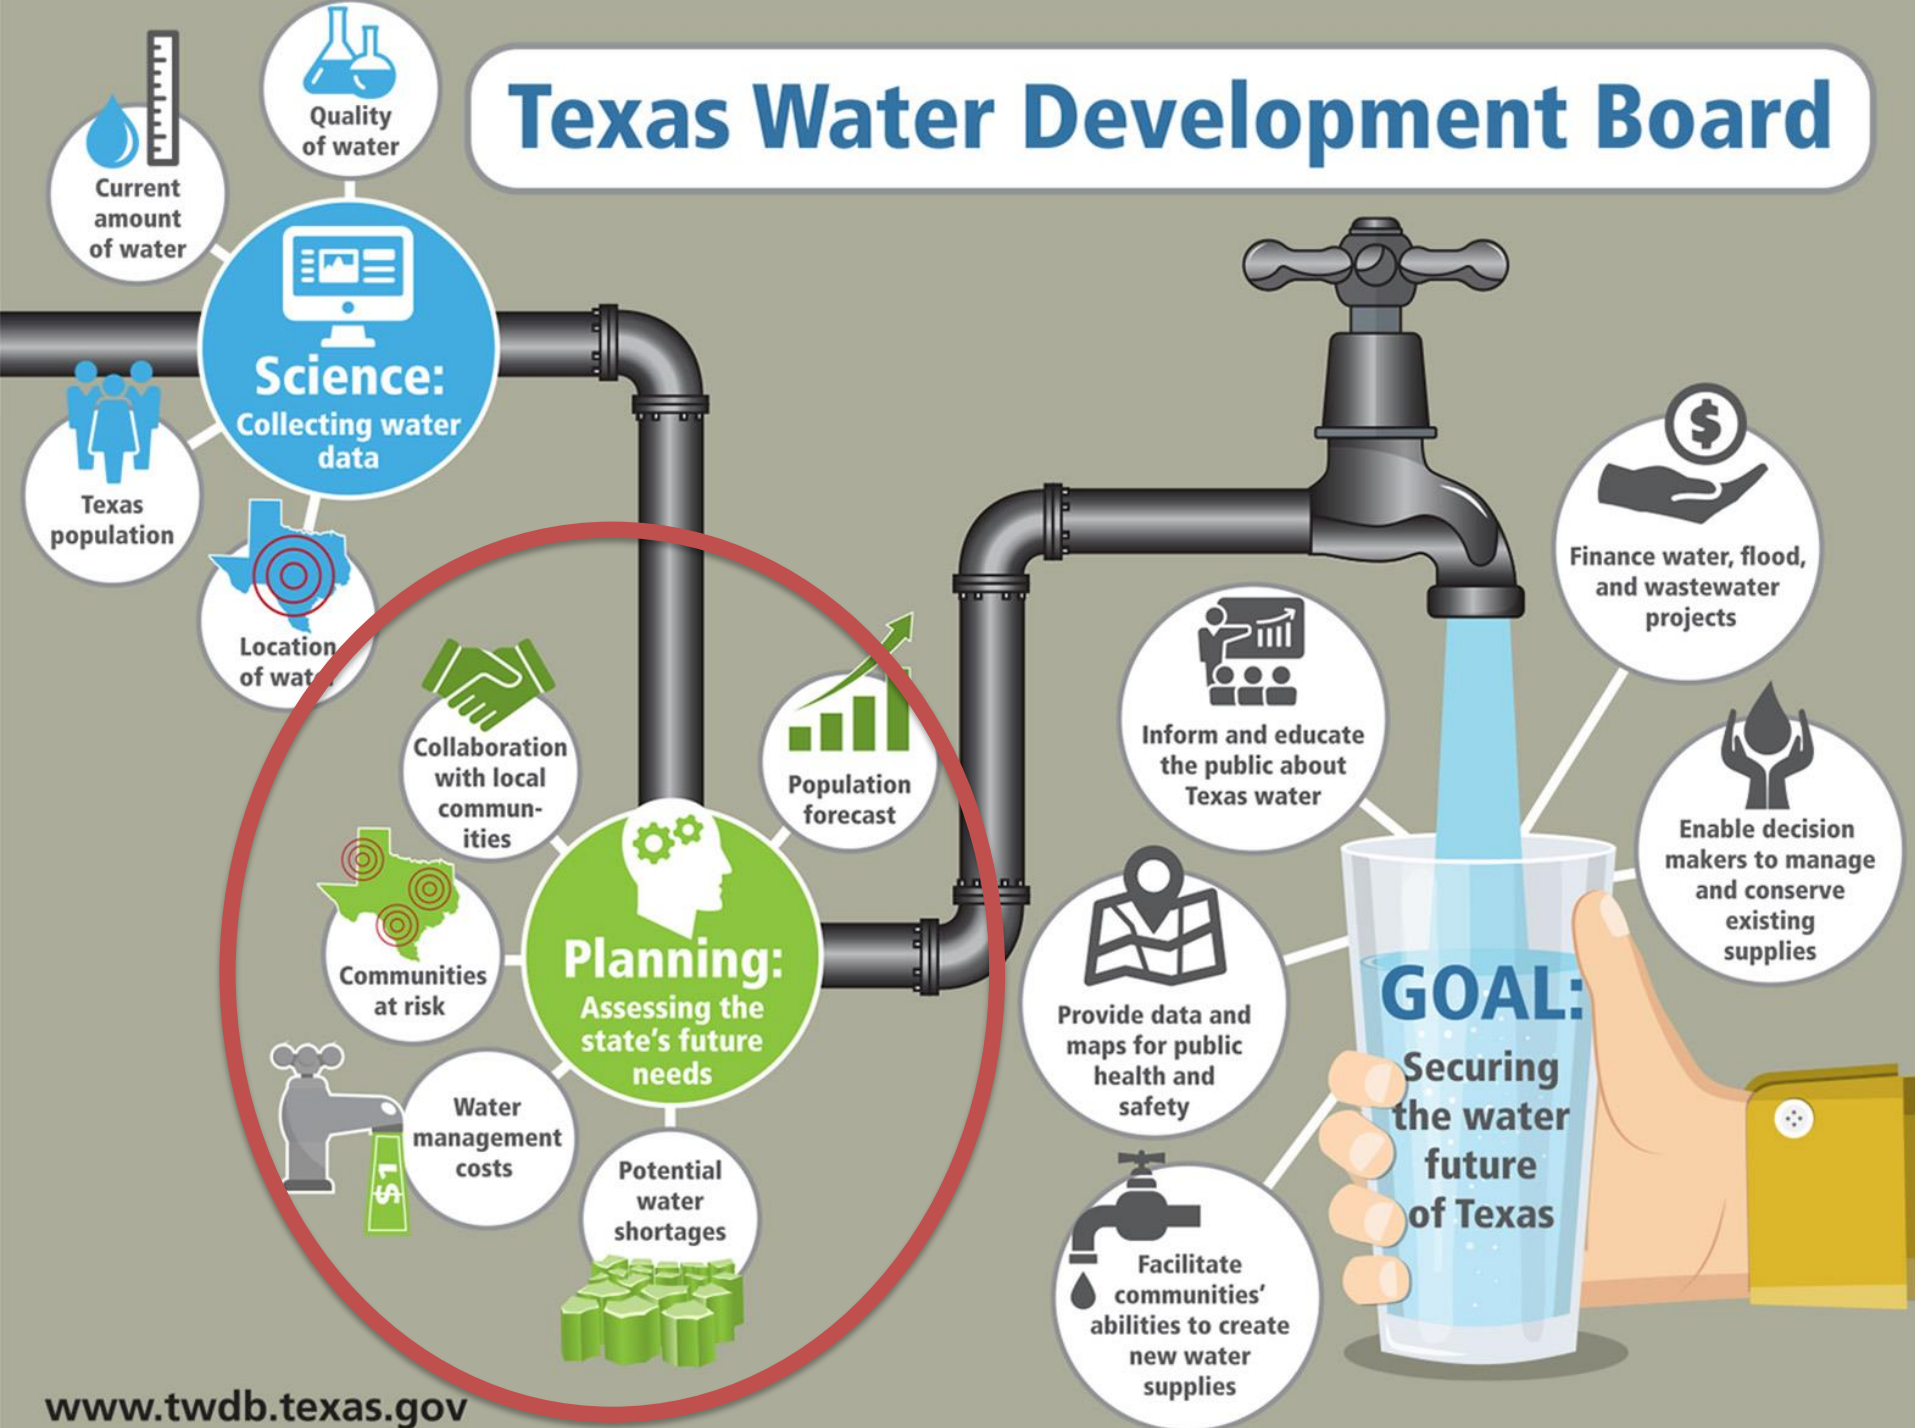 Texas Water Development Board
Quality
of water
Current
amount
of water
Science:
Collecting water
data
Texas
population
Location
of water
Collaboration
with local
commun-
ities
Population
forecast
Communities
at risk
Planning:
Assessing the
state's future
needs
Water
management
costs
$1
Potential
water
shortages
$
Finance water, flood,
and wastewater
projects
Inform and educate
the public about
Texas water
Enable decision
makers to manage
and conserve
existing
supplies
Provide data and
maps for public
health and
safety
Facilitate
communities'
abilities to create
new water
supplies
GOAL:
Securing
the water
future
of Texas
www.twdb.texas.gov